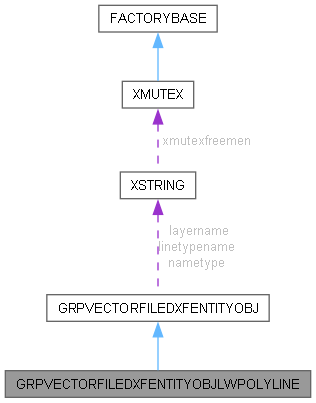 FACTORYBASE
XMUTEX
xmutexfreemen
XSTRING
layername
linetypename
nametype
GRPVECTORFILEDXFENTITYOBJ
GRPVECTORFILEDXFENTITYOBJLWPOLYLINE